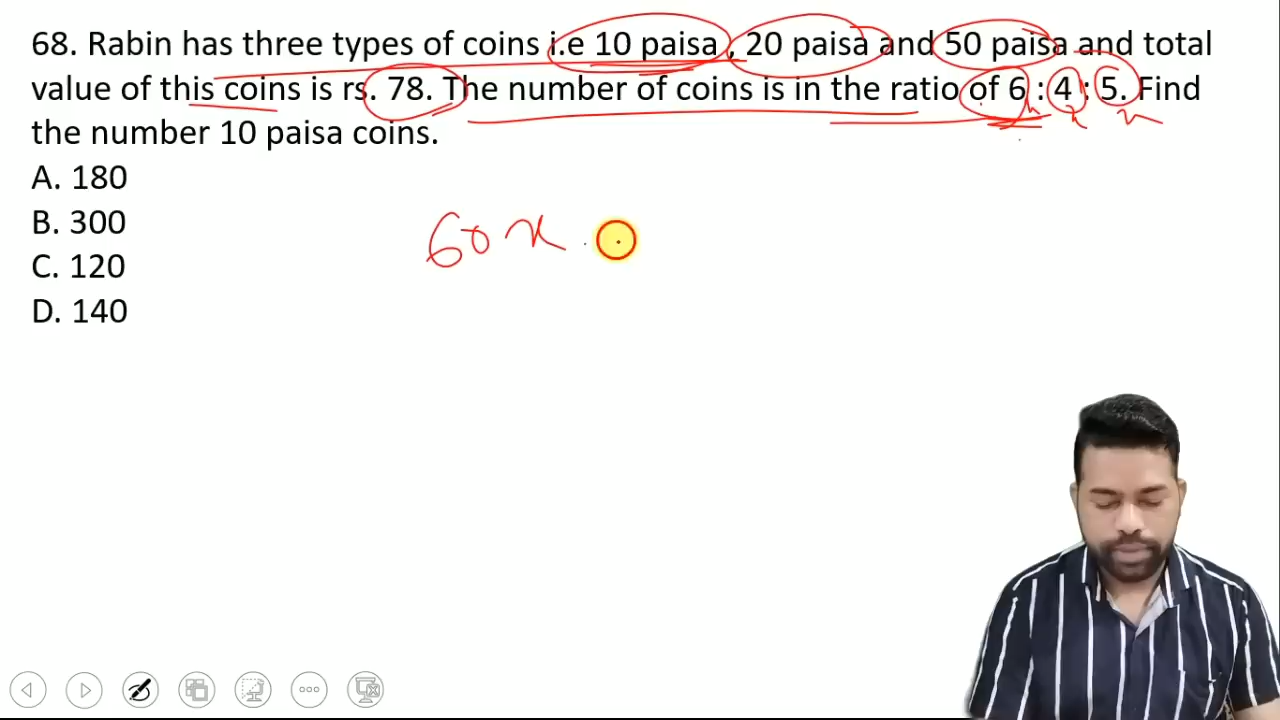 68. Rabin has three types of coins i.e 10 paisa , 20 paisa and 50 paisa and total
value of this coins is rs. 78. The number of coins is in the ratio of 6 : 4 : 5. Find
x x x
the number 10 paisa coins.
A. 180
B. 300
60 x
C. 120
D. 140